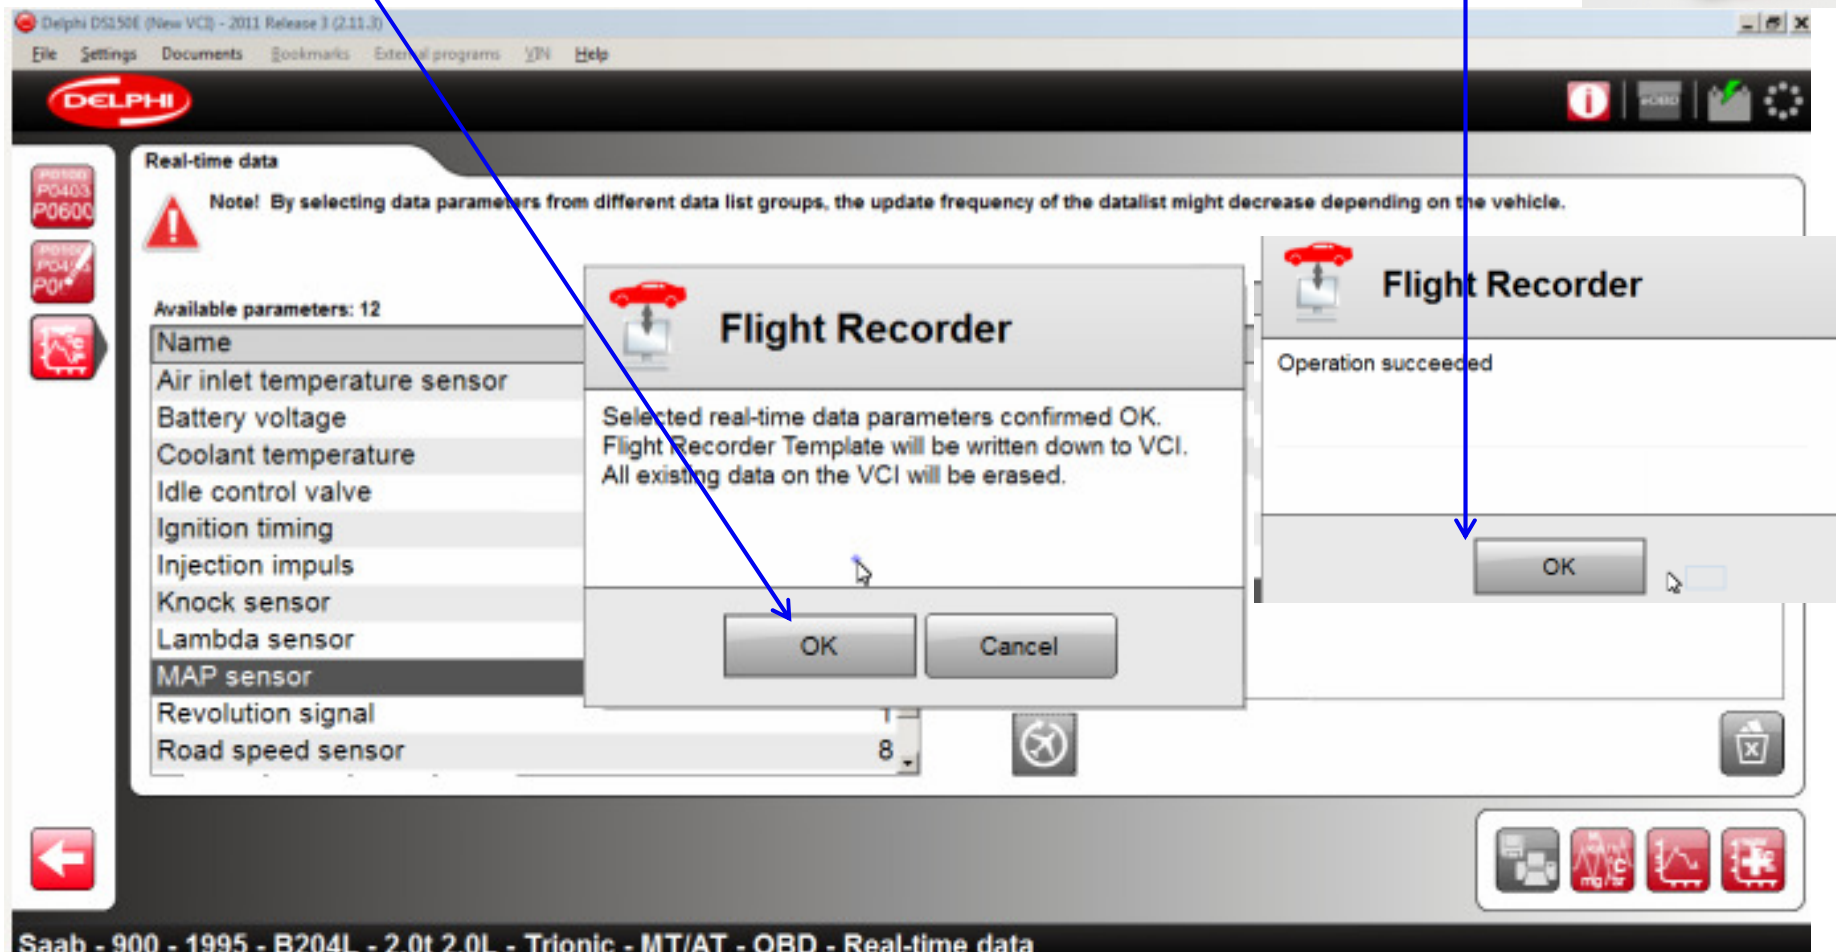 Delphi DS150E (New VCI) - 2011 Release 3 (2.11.3)
File Settings Documents Bookmarks External programs VIN Help
DELPHI
eOBD
Real-time data
Note! By selecting data parameters from different data list groups, the update frequency of the datalist might decrease depending on the vehicle.
P0100
P0403
P0600
P0100
Available parameters: 12
Name
Air inlet temperature sensor
Battery voltage
Coolant temperature
Idle control valve
Ignition timing
Injection impuls
Knock sensor
Lambda sensor
MAP sensor
Revolution signal 1
Road speed sensor 8
Flight Recorder
Selected real-time data parameters confirmed OK.
Flight Recorder Template will be written down to VCI.
All existing data on the VCI will be erased.
OK Cancel
Flight Recorder
Operation succeeded
OK
Saab - 900 - 1995 - B204L - 2.0t 2.0L - Trionic - MT/AT - OBD - Real-time data